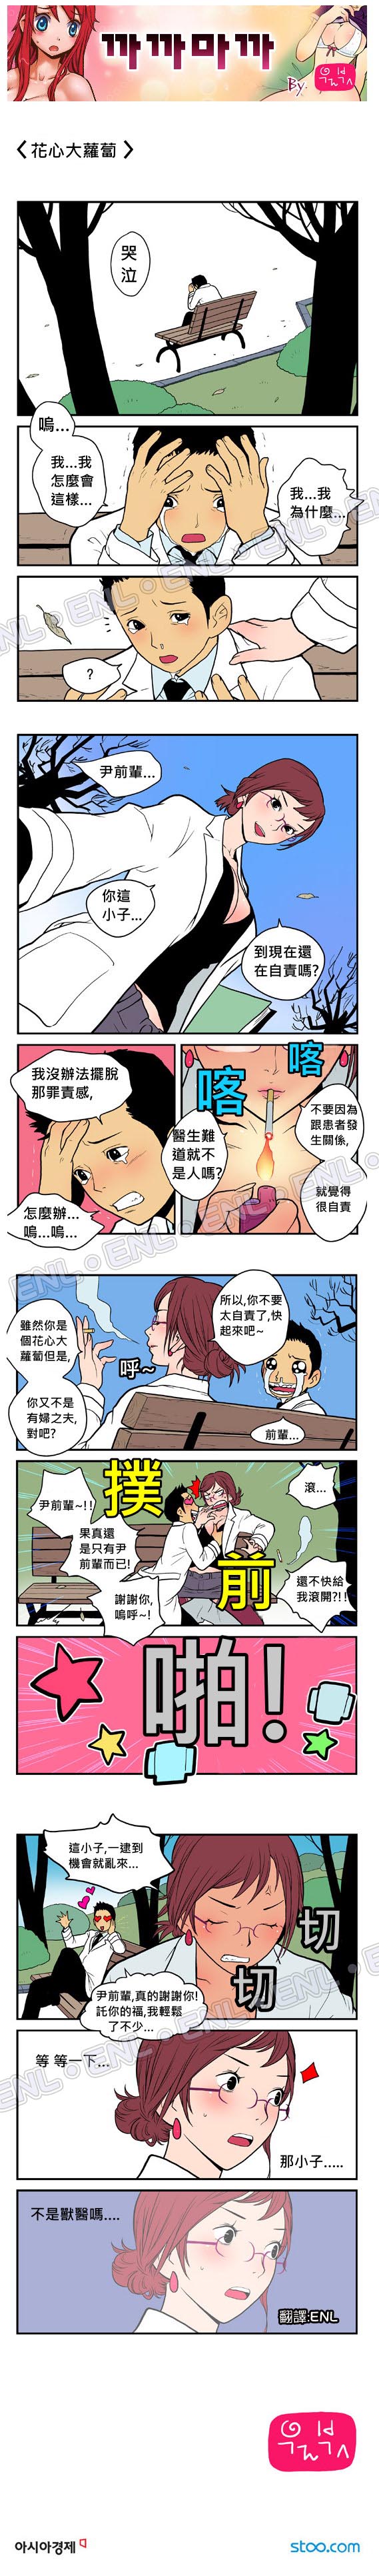 까까마까
By.
윤낪
〈花心大蘿蔔〉
哭
泣
嗚...
我...我
怎麼會
這樣...
我...我
為什麼...
ENL
?
尹前輩...
你這
小子...
到現在還
在自責嗎?
我沒辦法擺脫
那罪責感,
怎麼辦...
嗚...嗚...
喀
喀
不要因為
跟患者發
生關係,
就覺得
很自責
醫生難
道就不
是人嗎?
ENL
雖然你是
個花心大
蘿蔔但是,
你又不是
有婦之夫,
對吧?
呼~
所以,你不要
太自責了,快
起來吧~
前輩...
尹前輩~!!
撲
果真還
是只有尹
前輩而已!
謝謝你,
嗚呼~!
前
滾...
還不快給
我滾開?!!
啪!
這小子,一逮到
機會就亂來...
切
切
尹前輩,真的謝謝你!
託你的福,我輕鬆
了不少...
ENL
等 等一下...
那小子.....
不是獸醫嗎....
翻譯:ENL
아시아경제
stoo.com